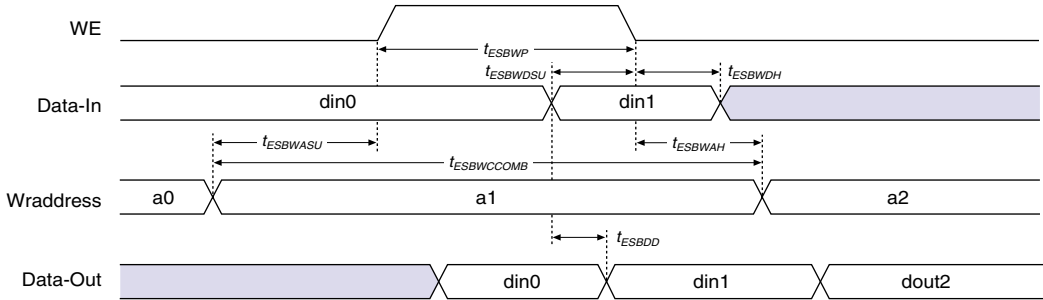 WE
tESBWP
tESBWDSU tESBWDH
Data-In din0 din1
tESBWASU tESBWAH
tESBWCCOMB
Wraddress a0 a1 a2
tESBDD
Data-Out din0 din1 dout2